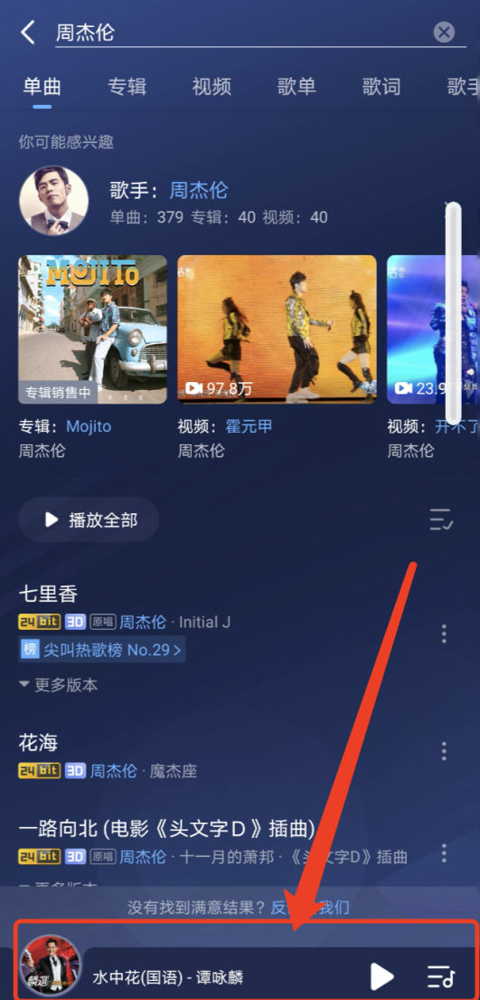 周杰伦
单曲 专辑 视频 歌单 歌词 歌手
你可能感兴趣
歌手：周杰伦
单曲：379 专辑：40 视频：40
MOJITO
专辑销售中
97.8万
23.9
专辑：Mojito
周杰伦
视频：霍元甲
周杰伦
视频：开不了
周杰伦
播放全部
七里香
24bit 3D 原唱 周杰伦 · Initial J
榜 尖叫热歌榜 No.29 >
更多版本
花海
24bit 3D 周杰伦 · 魔杰座
一路向北 (电影《头文字D》插曲)
24bit 3D 原唱 周杰伦 · 十一月的萧邦 · 《头文字D》插曲
更多版本
没有找到满意结果？反 我们
麟選
水中花(国语) - 谭咏麟